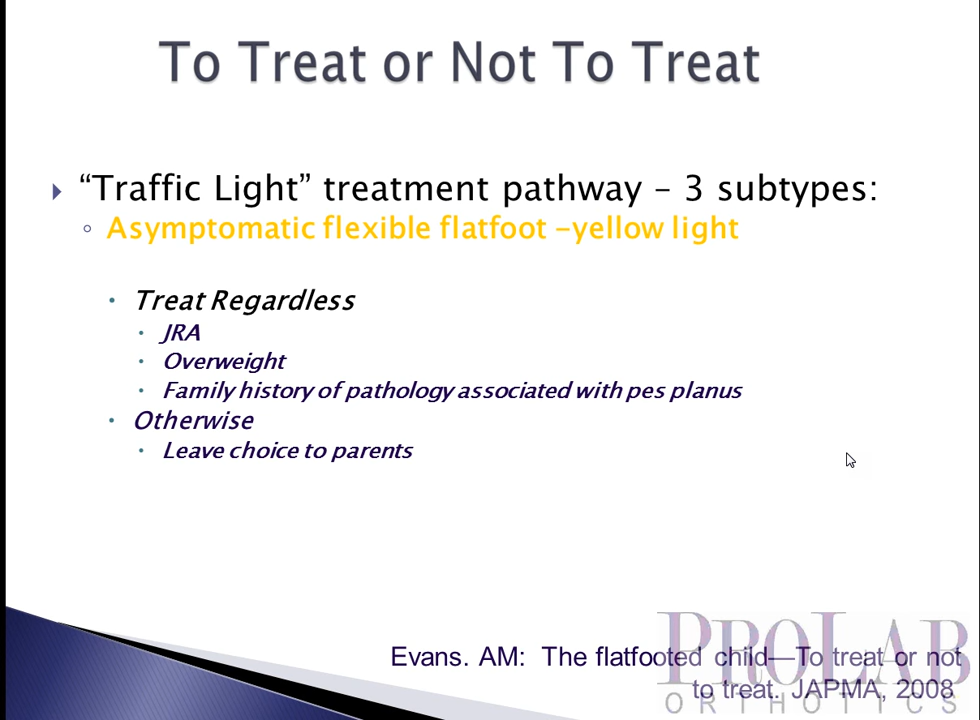 To Treat or Not To Treat
“Traffic Light” treatment pathway – 3 subtypes:
Asymptomatic flexible flatfoot –yellow light
Treat Regardless
JRA
Overweight
Family history of pathology associated with pes planus
Otherwise
Leave choice to parents
Evans. AM: The flatfooted child—To treat or not
to treat. JAPMA, 2008
PROLAB
ORTHOTICS